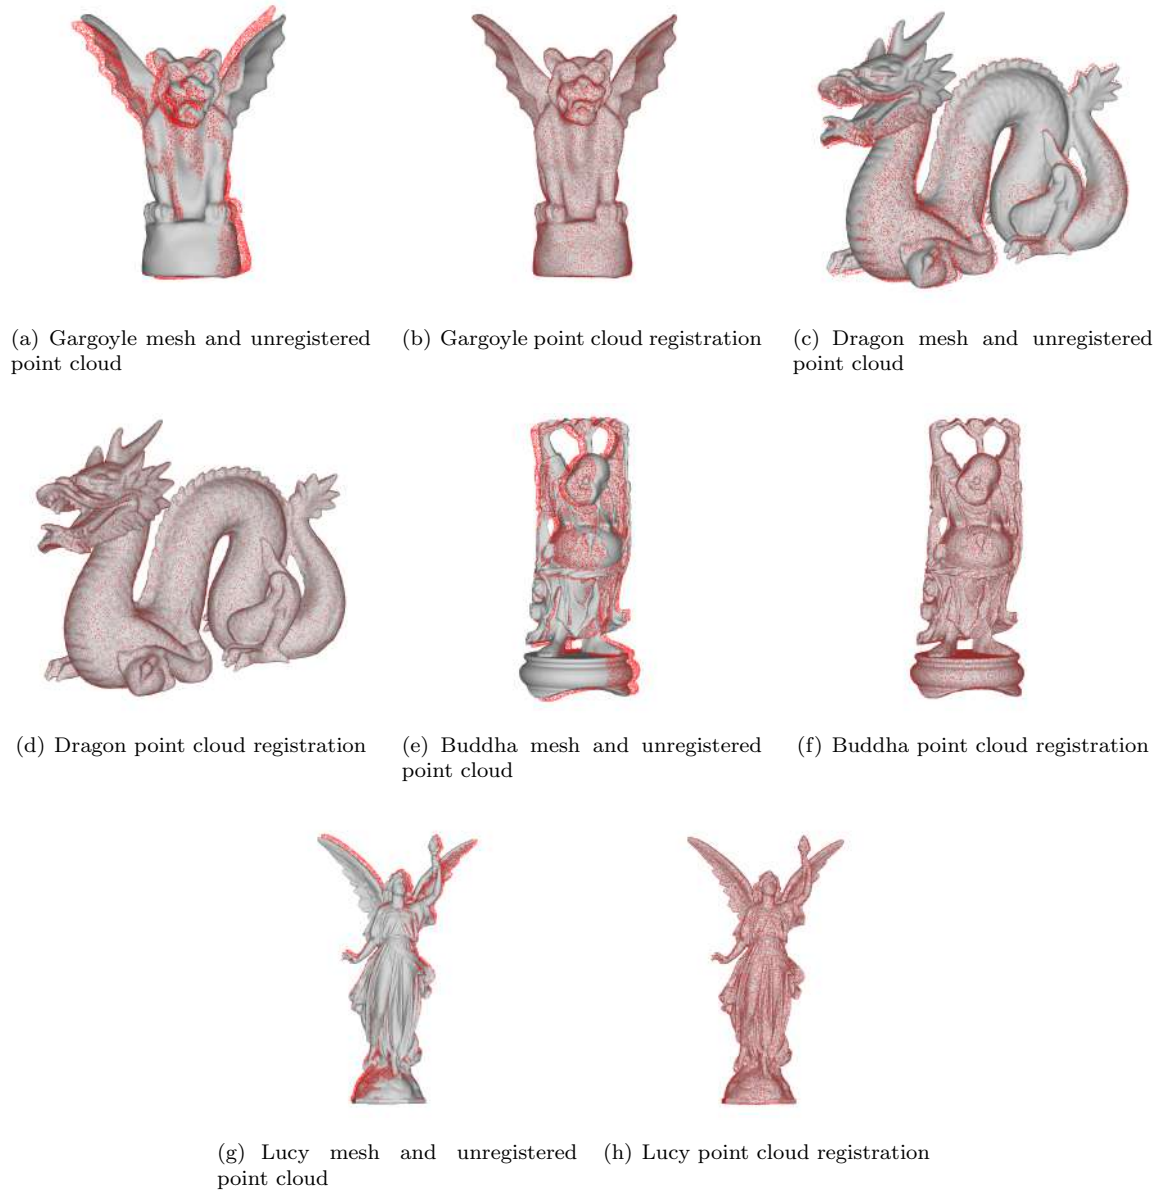 (a) Gargoyle mesh and unregistered
point cloud
(b) Gargoyle point cloud registration
(c) Dragon mesh and unregistered
point cloud
(d) Dragon point cloud registration
(e) Buddha mesh and unregistered
point cloud
(f) Buddha point cloud registration
(g) Lucy mesh and unregistered
point cloud
(h) Lucy point cloud registration